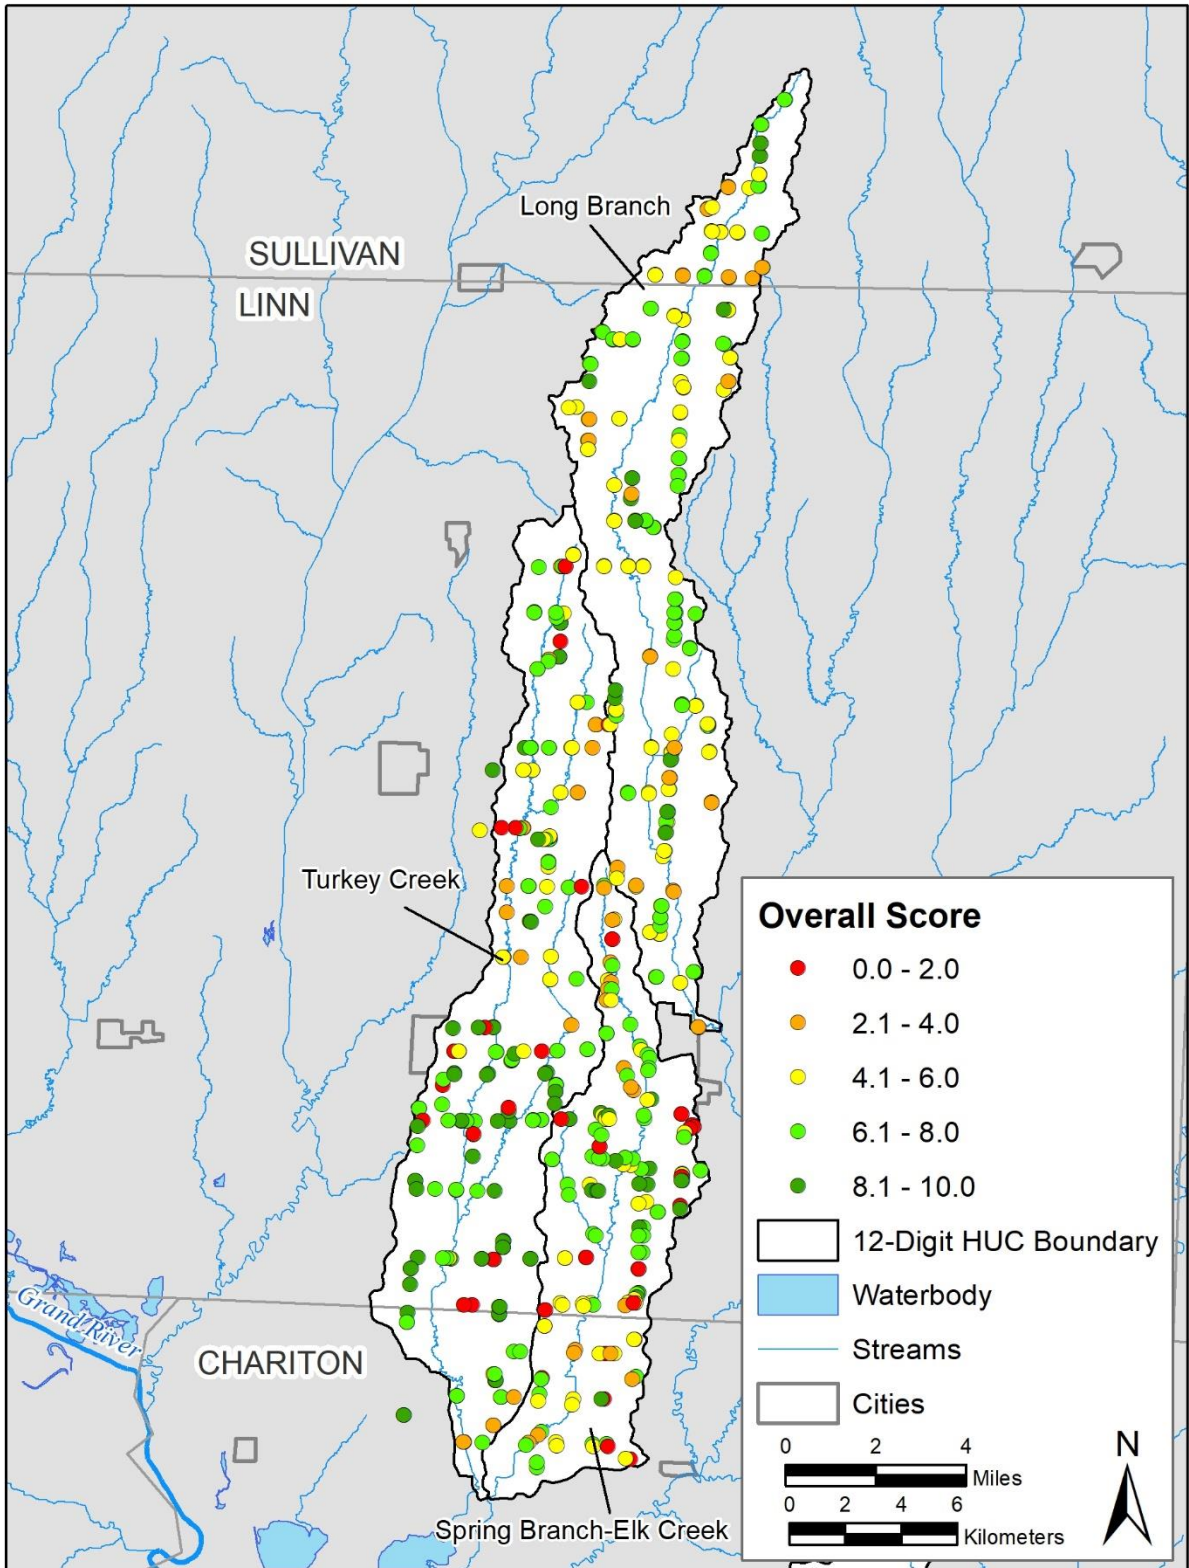 Long Branch
SULLIVAN
LINN
Turkey Creek
Grand River
CHARITON
Spring Branch-Elk Creek
Overall Score
0.0 - 2.0
2.1 - 4.0
4.1 - 6.0
6.1 - 8.0
8.1 - 10.0
12-Digit HUC Boundary
Waterbody
Streams
Cities
0 2 4
Miles
0 2 4 6
Kilometers
N